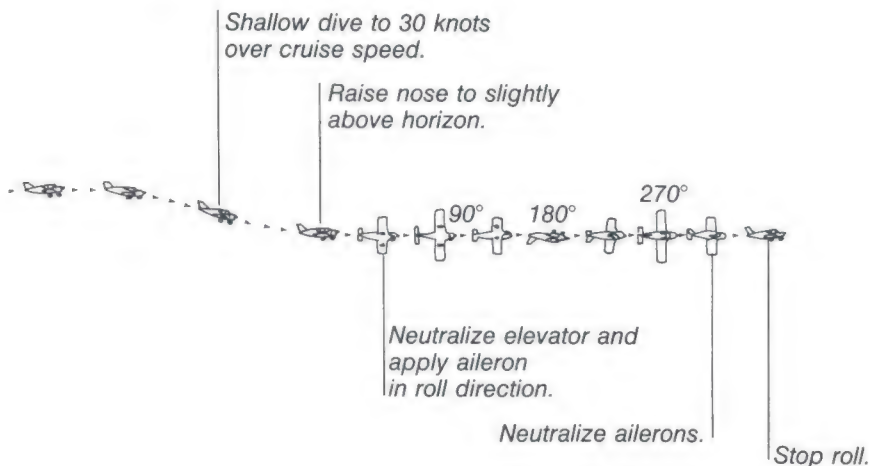 Shallow dive to 30 knots
over cruise speed.
Raise nose to slightly
above horizon.
90°
180°
270°
Neutralize elevator and
apply aileron
in roll direction.
Neutralize ailerons.
Stop roll.